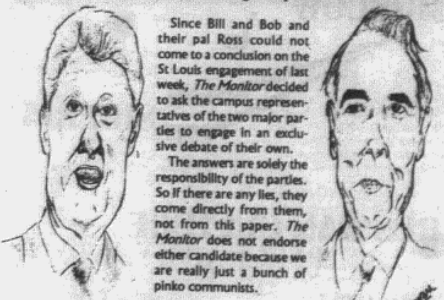 Since Bill and Bob and
their pal Ross could not
come to a conclusion on the
St Louis engagement of last
week, The Monitor decided
to ask the campus represen-
tatives of the two major par-
ties to engage in an exclu-
sive debate of their own.
The answers are solely the
responsibility of the parties.
So if there are any lies, they
come directly from them,
not from this paper. The
Monitor does not endorse
either candidate because we
are really just a bunch of
pinko communists.